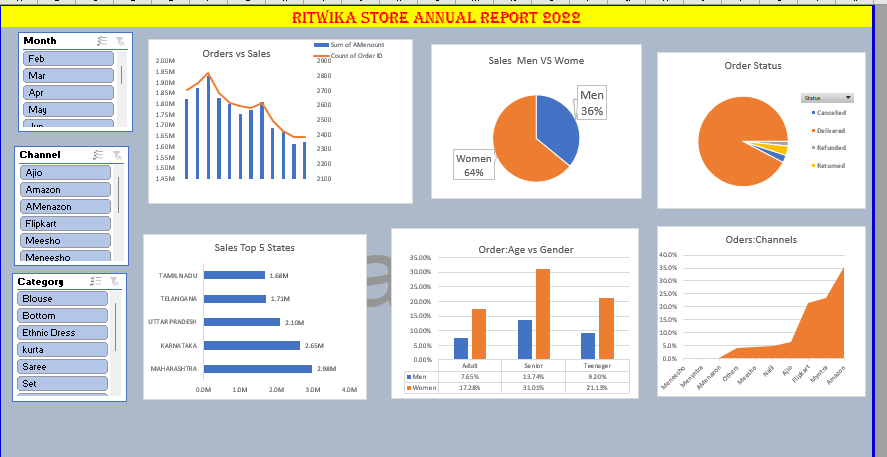 RITWIKA STORE ANNUAL REPORT 2022
Month
Feb
Mar
Apr
May
Channel
Ajio
Amazon
AMenazon
Flipkart
Meesho
Meneesho
Category
Blouse
Bottom
Ethnic Dress
kurta
Saree
Set
Orders vs Sales
Sum of AMenount
Count of Order ID
2.00M
1.95M
1.90M
1.85M
1.80M
1.75M
1.70M
1.65M
1.60M
1.55M
1.50M
1.45M
2900
2800
2700
2600
2500
2400
2300
2200
2100
Sales Men VS Wome
Men
36%
Women
64%
Order Status
Status
Cancelled
Delivered
Refunded
Returned
Sales Top 5 States
TAMIL NADU 1.68M
TELANGANA 1.71M
UTTAR PRADESH 2.10M
KARNATAKA 2.65M
MAHARASHTRA 2.98M
0.0M 1.0M 2.0M 3.0M 4.0M
Order:Age vs Gender
35.00%
30.00%
25.00%
20.00%
15.00%
10.00%
5.00%
0.00%
Adult Senior Teenager
Men 7.65% 13.74% 9.20%
Women 17.28% 31.01% 21.13%
Oders:Channels
40.0%
35.0%
30.0%
25.0%
20.0%
15.0%
10.0%
5.0%
0.0%
Meneesho
Menyntra
AMenazon
Others
Meesho
Nalli
Ajio
Flipkart
Myntra
Amazon